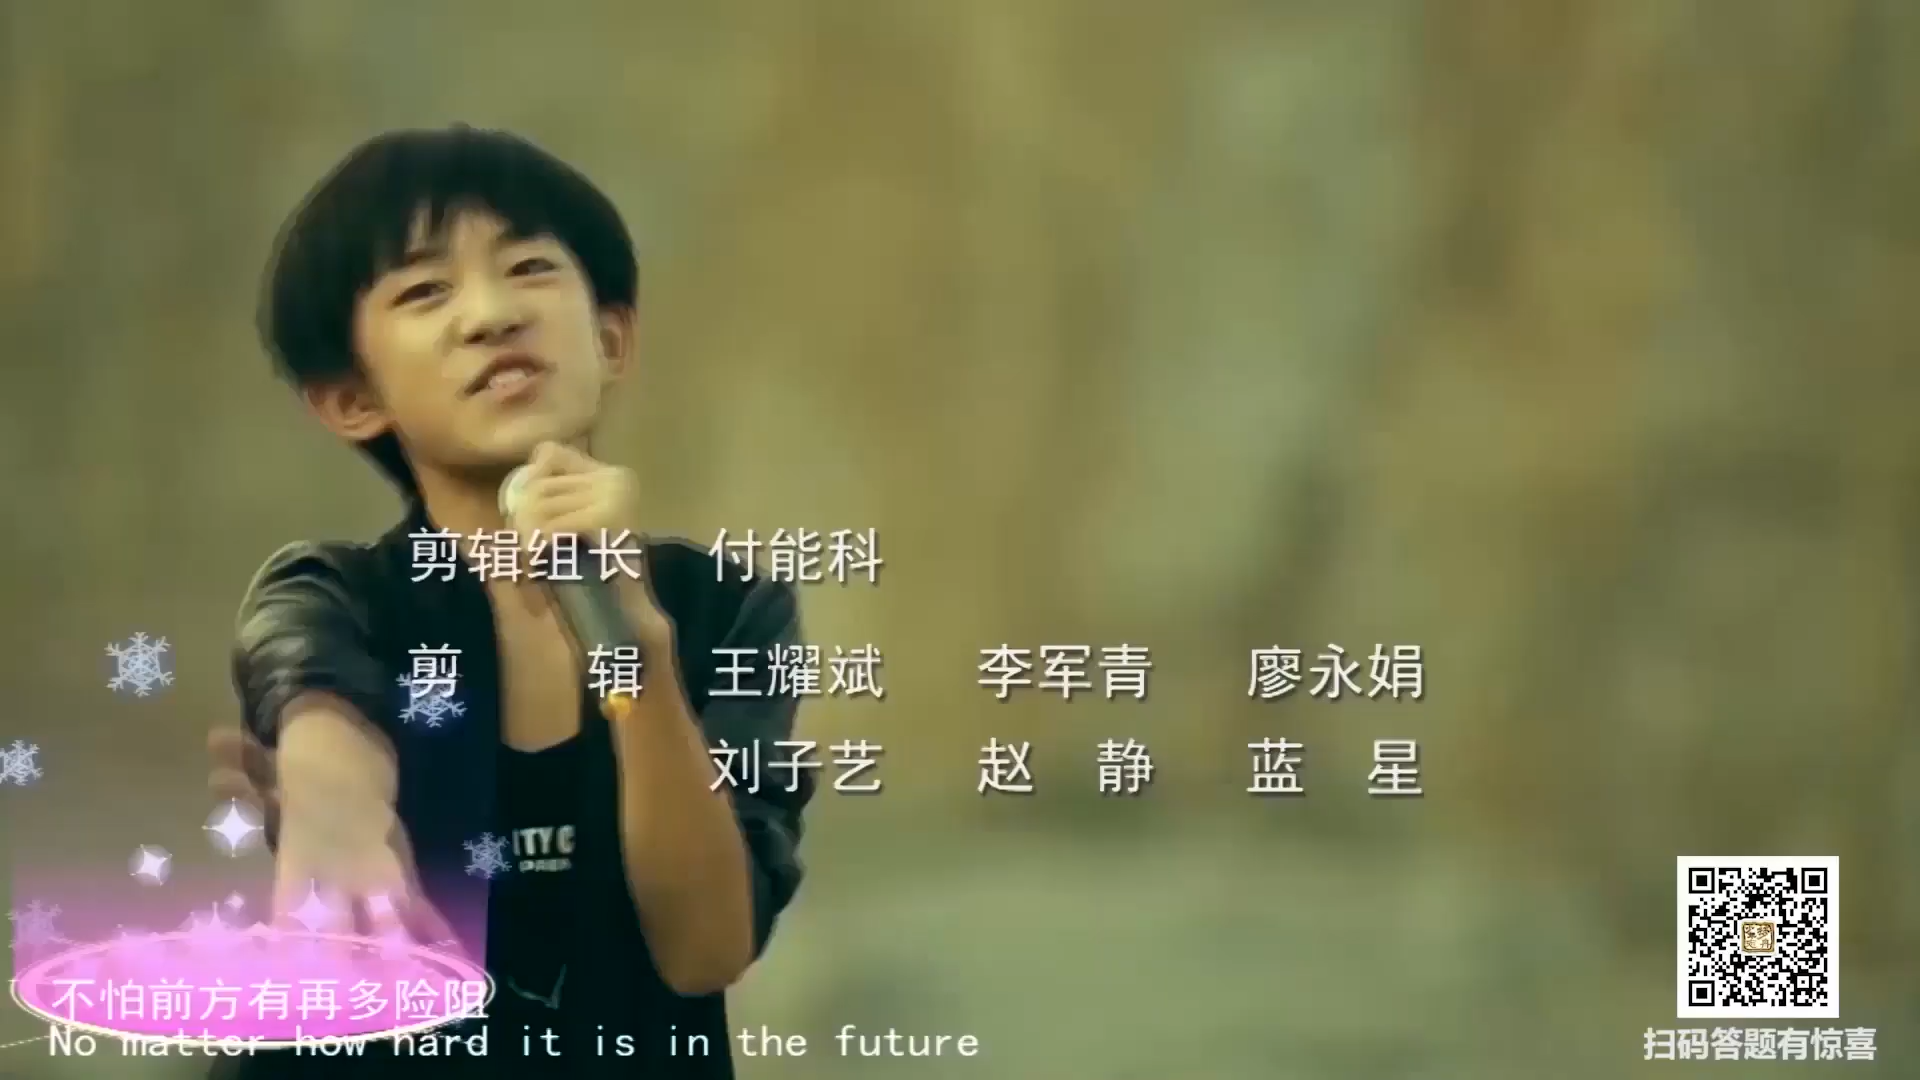 剪辑组长 付能科
剪 辑 王耀斌 李军青 廖永娟
刘子艺 赵 静 蓝 星
ITY C
不怕前方有再多险阻
No matter how hard it is in the future
扫码答题有惊喜